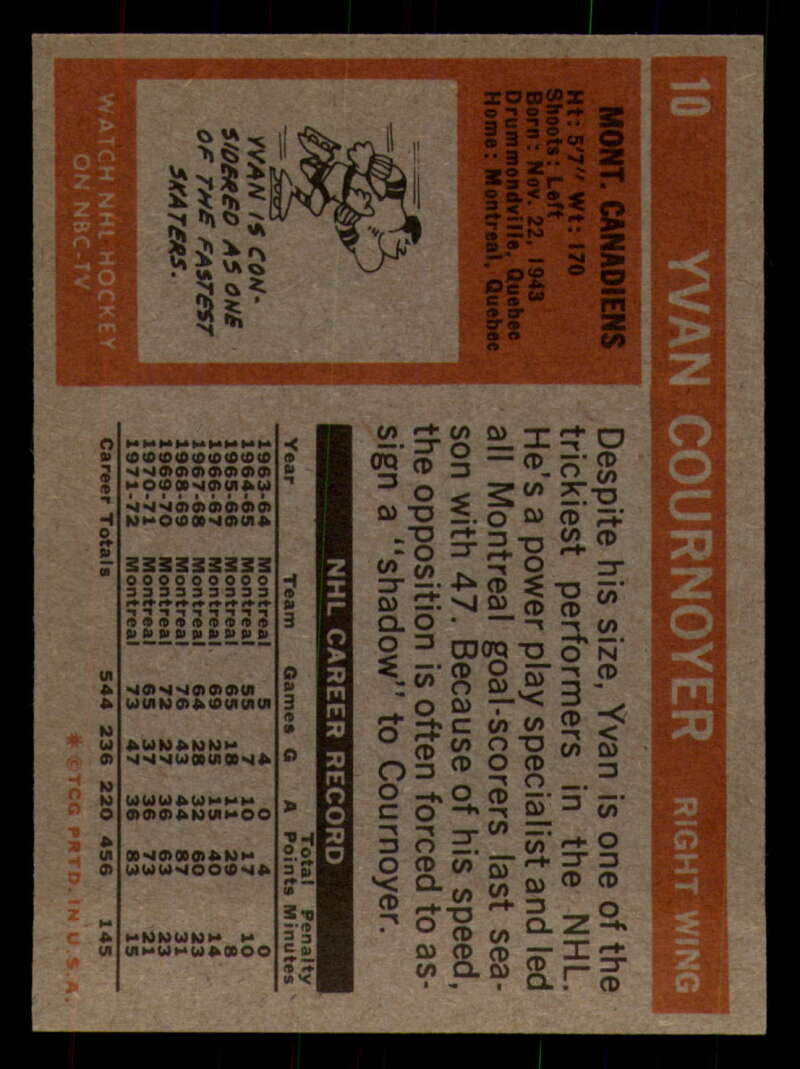 10 YVAN COURNOYER RIGHT WING
MONT. CANADIENS
Ht: 5'7" Wt: 170
Shoots: Left
Born: Nov. 22, 1943
Drummondville, Quebec
Home: Montreal, Quebec
YVAN IS CON-
SIDERED AS ONE
OF THE FASTEST
SKATERS.
WATCH NHL HOCKEY
ON NBC-TV
Despite his size, Yvan is one of the
trickiest performers in the NHL.
He's a power play specialist and led
all Montreal goal-scorers last sea-
son with 47. Because of his speed,
the opposition is often forced to as-
sign a "shadow" to Cournoyer.
NHL CAREER RECORD
Total Penalty
Year Team Games G A Points Minutes
1963-64 Montreal 5 4 0 4 0
1964-65 Montreal 55 7 10 17 10
1965-66 Montreal 65 18 11 29 8
1966-67 Montreal 69 25 15 40 14
1967-68 Montreal 64 28 32 60 23
1968-69 Montreal 76 43 44 87 31
1969-70 Montreal 72 27 36 63 23
1970-71 Montreal 65 37 36 73 21
1971-72 Montreal 73 47 36 83 15
Career Totals 544 236 220 456 145
* ©TCG PRTD. IN U.S.A.